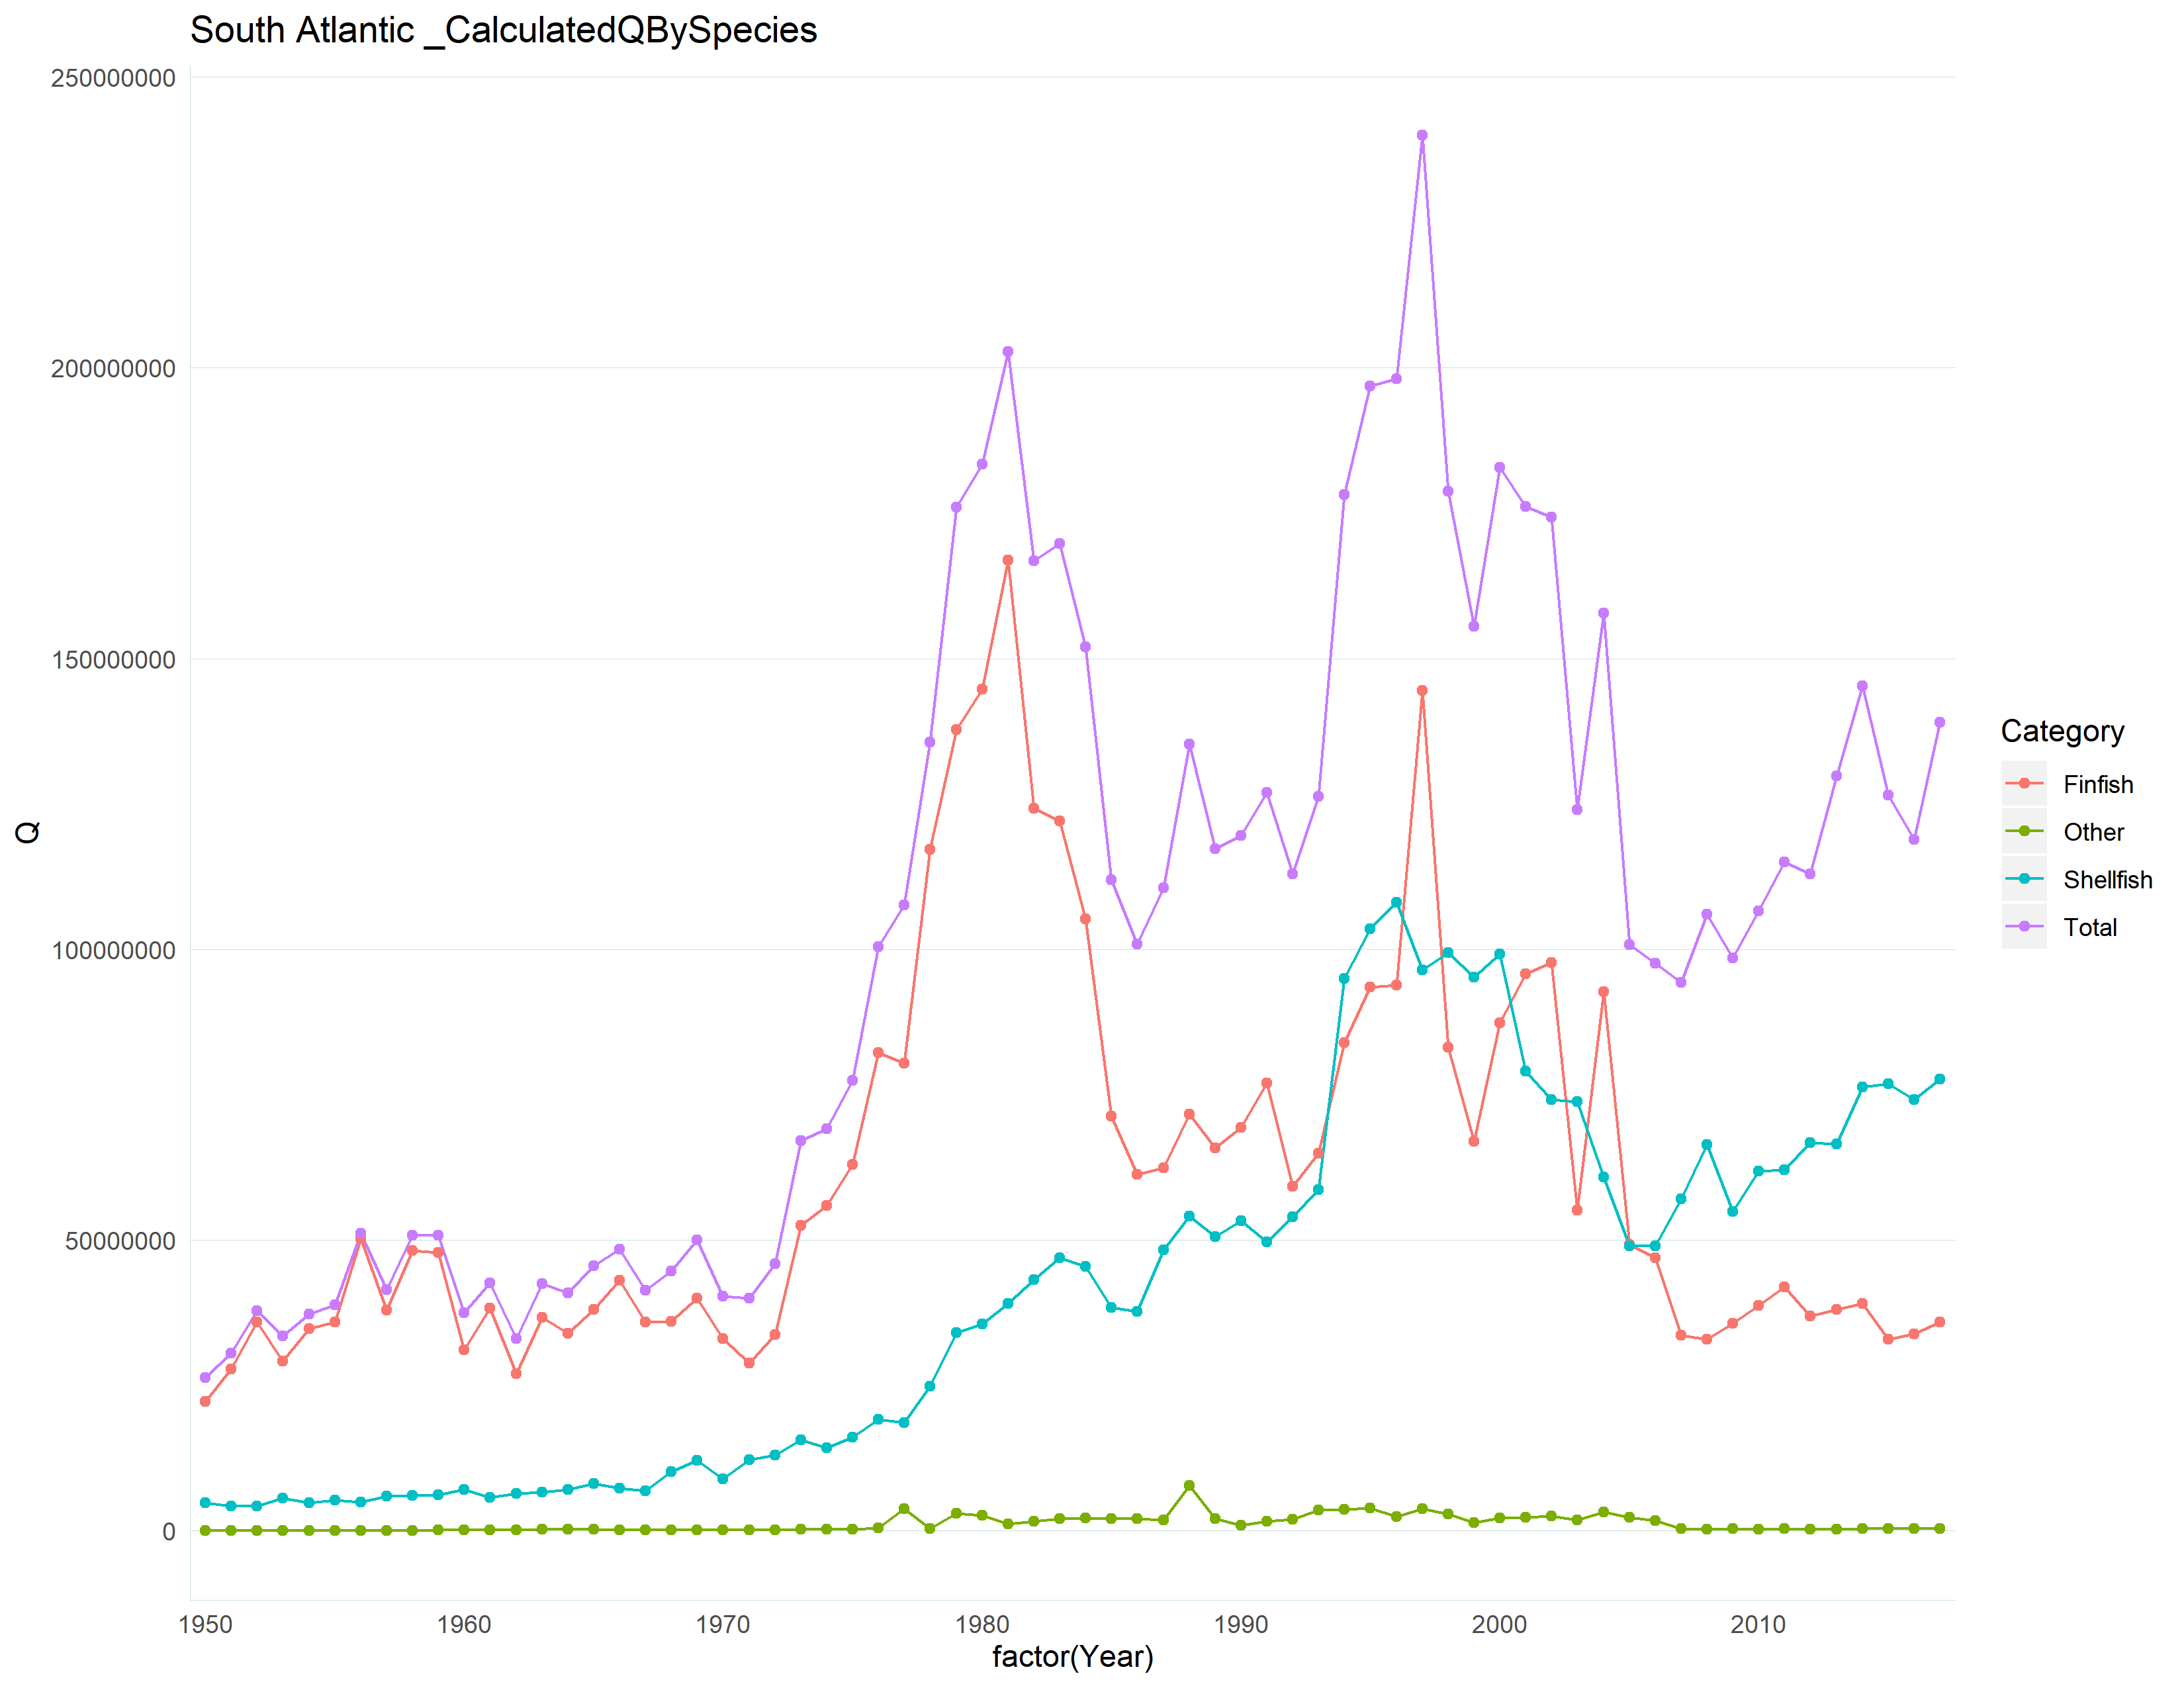 South Atlantic _CalculatedQBySpecies
250000000
200000000
150000000
100000000
50000000
0
Q
1950 1960 1970 1980 1990 2000 2010
factor(Year)
Category
Finfish
Other
Shellfish
Total